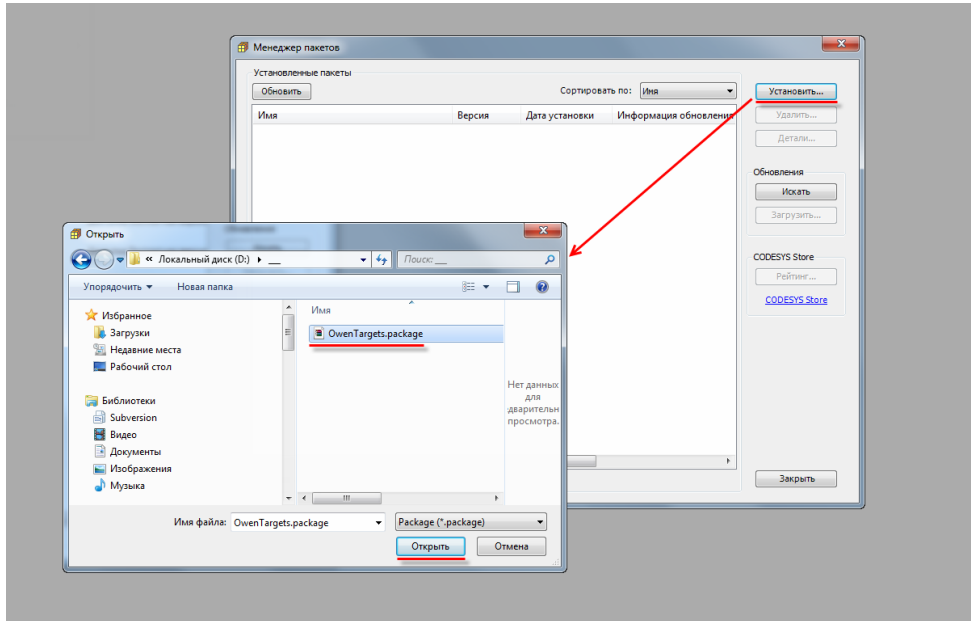 Менеджер пакетов
Установленные пакеты
Обновить
Сортировать по:
Имя
Установить...
Имя
Версия
Дата установки
Информация обновления
Удалить...
Детали...
Обновления
Искать
Загрузить...
CODESYS Store
Рейтинг...
CODESYS Store
Закрыть
Открыть
« Локальный диск (D:) ▸ __
Поиск: __
Упорядочить
Новая папка
Избранное
Загрузки
Недавние места
Рабочий стол
Библиотеки
Subversion
Видео
Документы
Изображения
Музыка
Имя
OwenTargets.package
Нет данных
для
дварительн
просмотра.
Имя файла:
OwenTargets.package
Package (*.package)
Открыть
Отмена